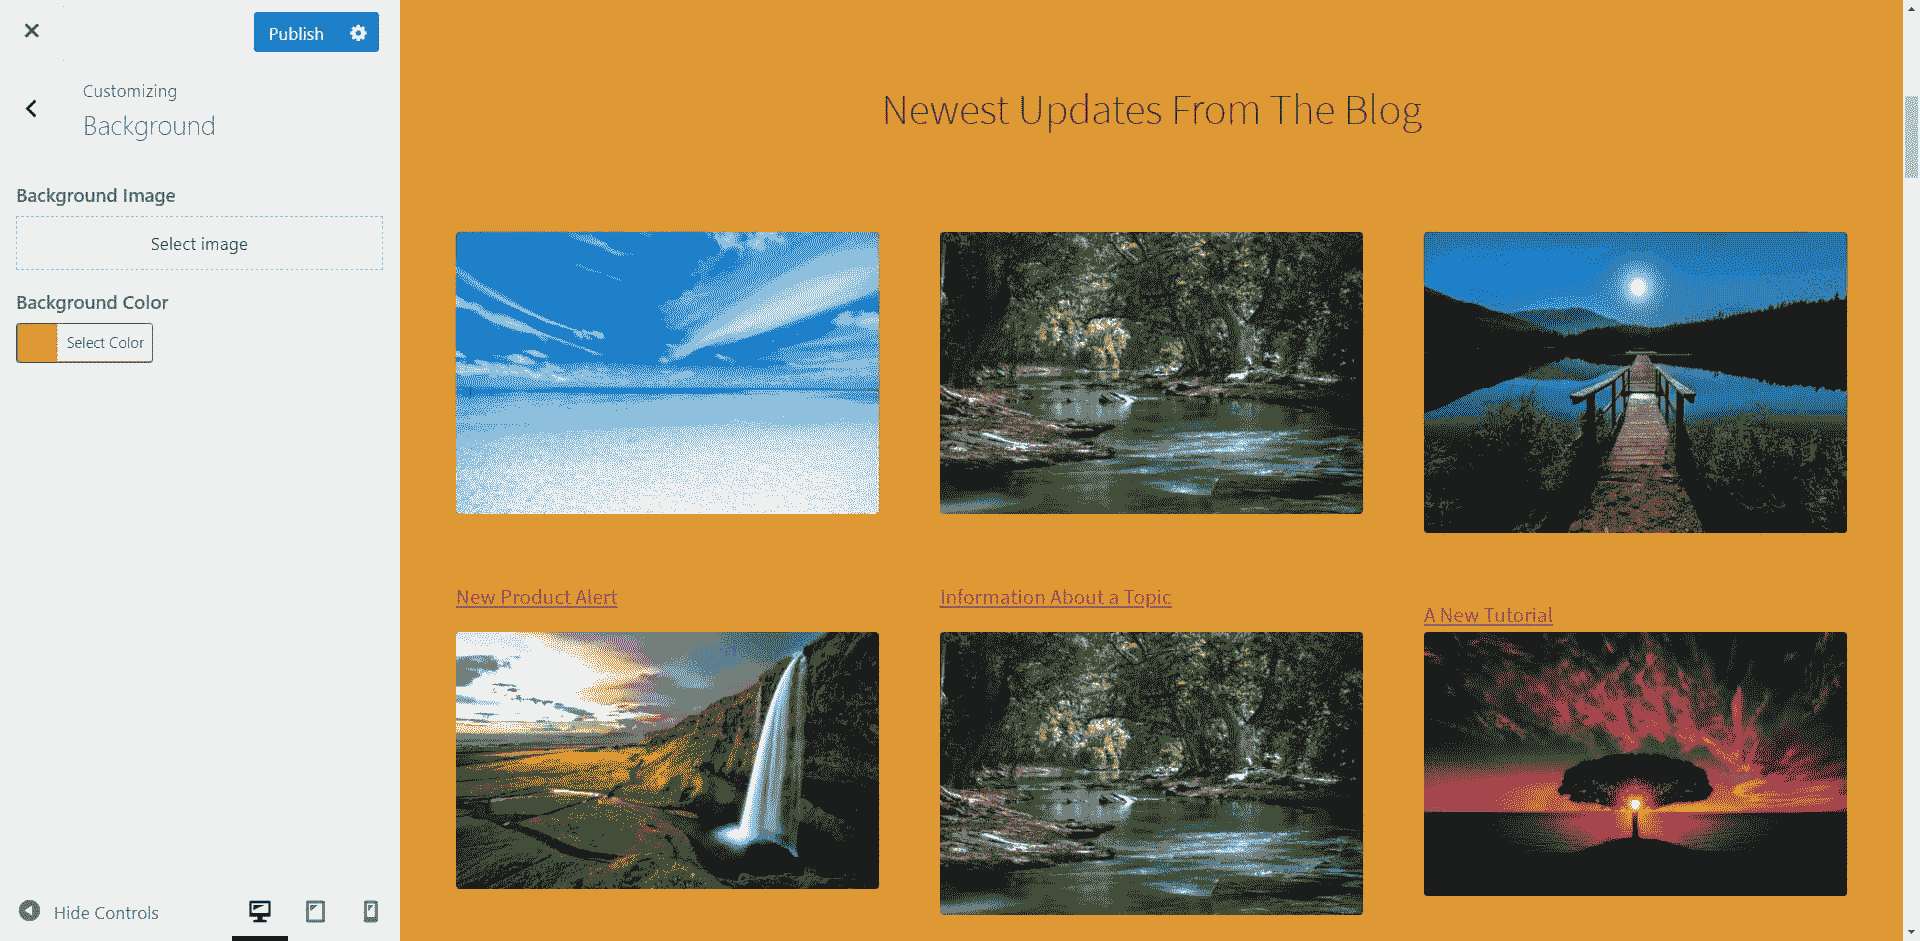 Publish
Customizing
Background
Background Image
Select image
Background Color
Select Color
Hide Controls
Newest Updates From The Blog
New Product Alert
Information About a Topic
A New Tutorial